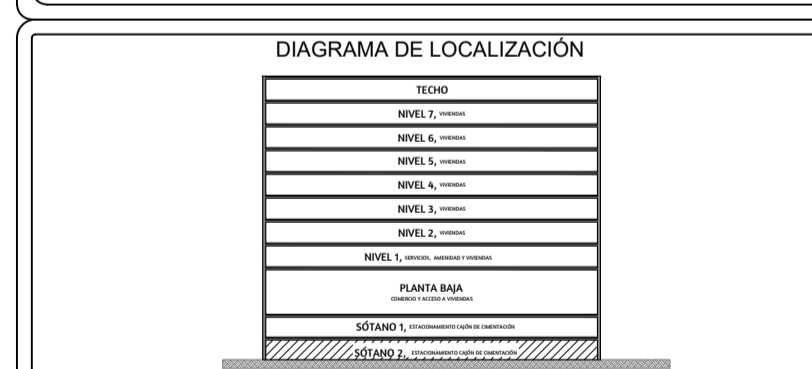 DIAGRAMA DE LOCALIZACIÓN
TECHO
NIVEL 7, VIVIENDAS
NIVEL 6, VIVIENDAS
NIVEL 5, VIVIENDAS
NIVEL 4, VIVIENDAS
NIVEL 3, VIVIENDAS
NIVEL 2, VIVIENDAS
NIVEL 1, SERVICIOS, AMENIDAD Y VIVIENDAS
PLANTA BAJA
COMERCIO Y ACCESO A VIVIENDAS
SÓTANO 1, ESTACIONAMIENTO CAJÓN DE CIMENTACIÓN
SÓTANO 2, ESTACIONAMIENTO CAJÓN DE CIMENTACIÓN